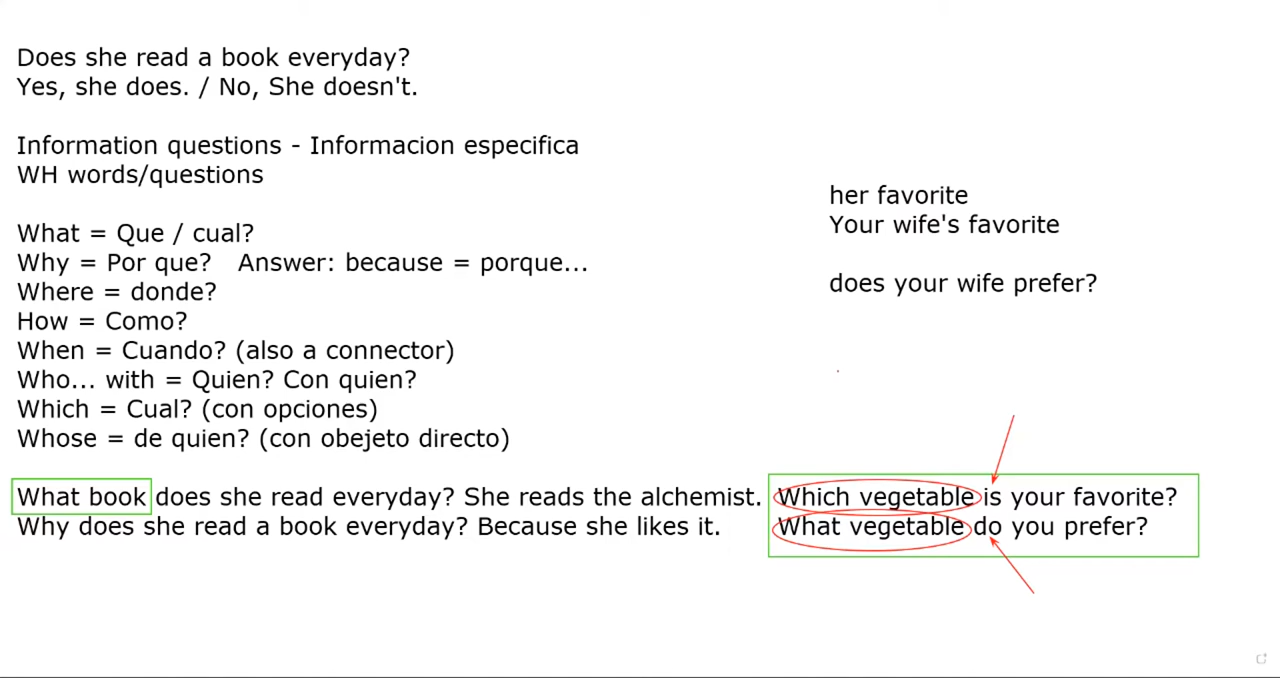 Does she read a book everyday?
Yes, she does. / No, She doesn't.
Information questions - Informacion especifica
WH words/questions
What = Que / cual?
Why = Por que?   Answer: because = porque...
Where = donde?
How = Como?
When = Cuando? (also a connector)
Who... with = Quien? Con quien?
Which = Cual? (con opciones)
Whose = de quien? (con obejeto directo)
her favorite
Your wife's favorite
does your wife prefer?
What book does she read everyday? She reads the alchemist.
Why does she read a book everyday? Because she likes it.
Which vegetable is your favorite?
What vegetable do you prefer?